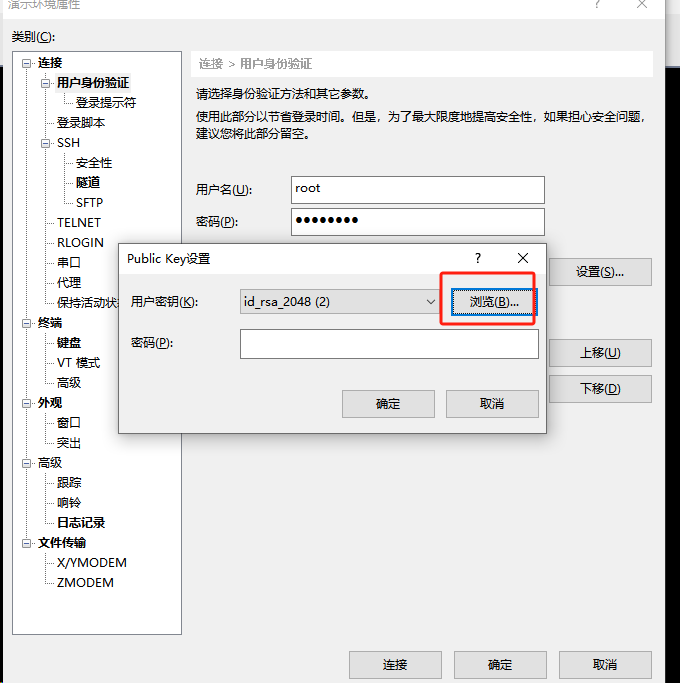 演示环境属性
类别(C):
连接
用户身份验证
登录提示符
登录脚本
SSH
安全性
隧道
SFTP
TELNET
RLOGIN
串口
代理
保持活动状
终端
键盘
VT 模式
高级
外观
窗口
突出
高级
跟踪
响铃
日志记录
文件传输
X/YMODEM
ZMODEM
连接 > 用户身份验证
请选择身份验证方法和其它参数。
使用此部分以节省登录时间。但是，为了最大限度地提高安全性，如果担心安全问题，
建议您将此部分留空。
用户名(U):
root
密码(P):
●●●●●●●●
设置(S)...
上移(U)
下移(D)
Public Key设置
?
用户密钥(K):
id_rsa_2048 (2)
浏览(B)...
密码(P):
确定
取消
连接
确定
取消